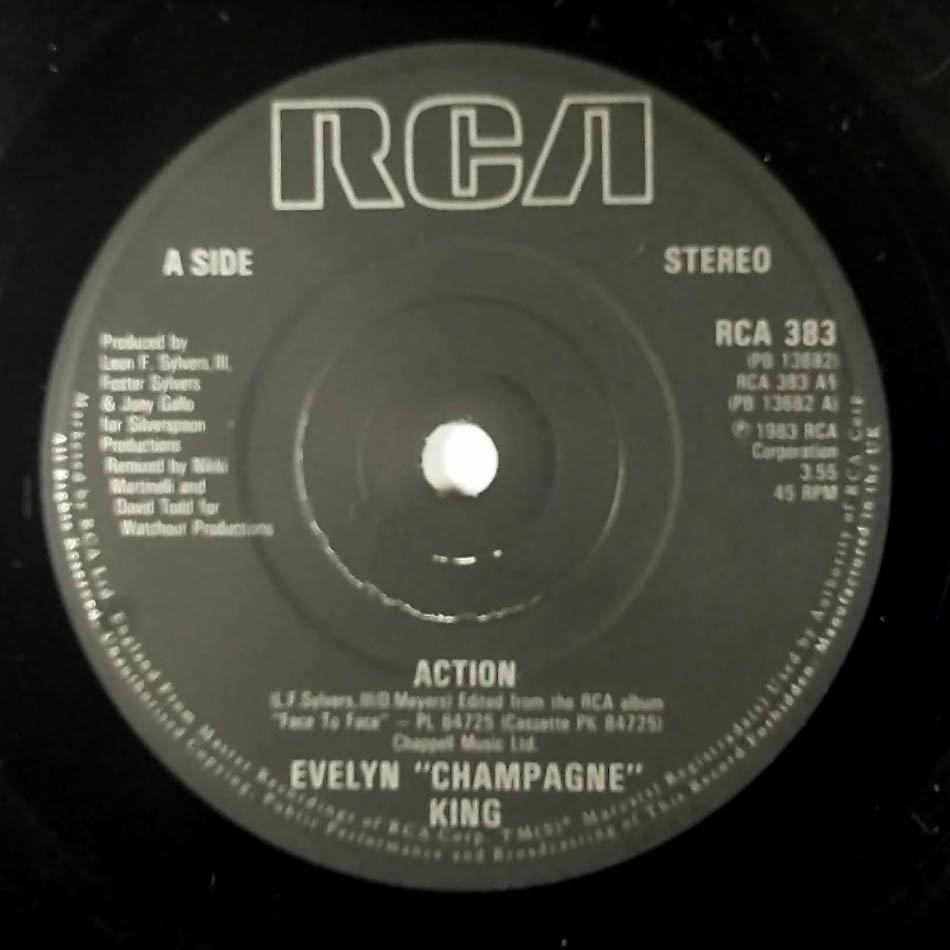 RCA
A SIDE
STEREO
Produced by
Leon F. Sylvers III,
Foster Sylvers
& Joey Gallo
for Silverspoon
Productions
Remixed by Nikki
Martinelli and
David Todd for
Watchout Productions
RCA 383
(PB 13682)
RCA 383 A
(PB 13682 A)
℗ 1983 RCA
Corporation
3.55
45 RPM
ACTION
(L.F.Sylvers,III/D.Meyers) Edited from the RCA album
"Face To Face" – PL 84725 (Cassette PK 84725)
Chappell Music Ltd.
EVELYN "CHAMPAGNE"
KING
Marketed by RCA Ltd. England From Master Recordings of RCA Corp. TM(S)® Marca(s) Registrada(s) Used by Authority of RCA Corp.
All Rights Reserved. Unauthorised Copying, Public Performance and Broadcasting of This Record Forbidden. Manufactured in the UK